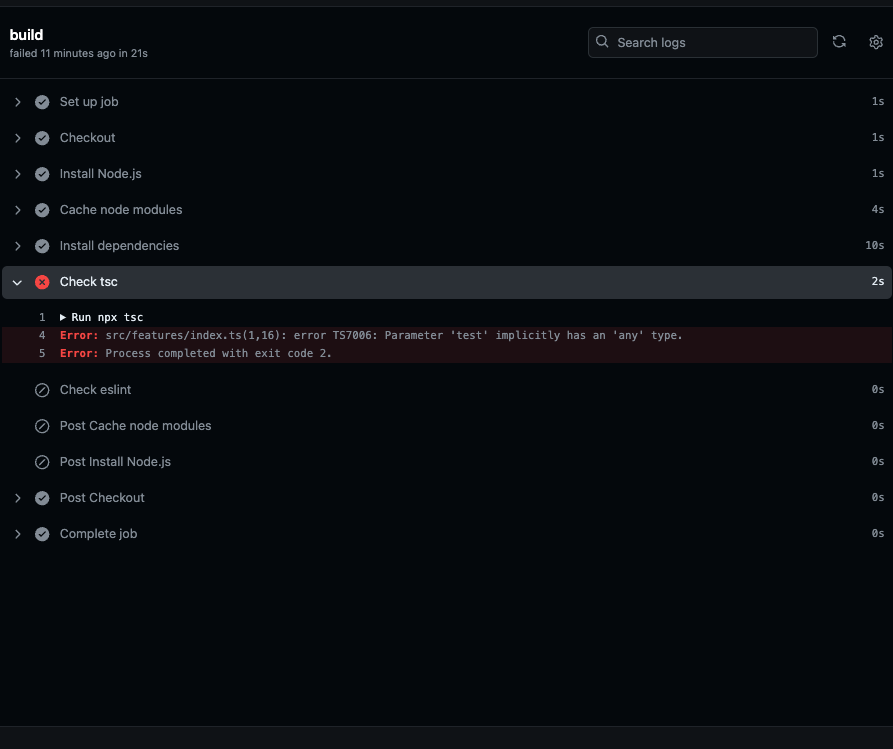 build
failed 11 minutes ago in 21s
Search logs
Set up job 1s
Checkout 1s
Install Node.js 1s
Cache node modules 4s
Install dependencies 10s
Check tsc 2s
1 ▶ Run npx tsc
4 Error: src/features/index.ts(1,16): error TS7006: Parameter 'test' implicitly has an 'any' type.
5 Error: Process completed with exit code 2.
Check eslint 0s
Post Cache node modules 0s
Post Install Node.js 0s
Post Checkout 0s
Complete job 0s